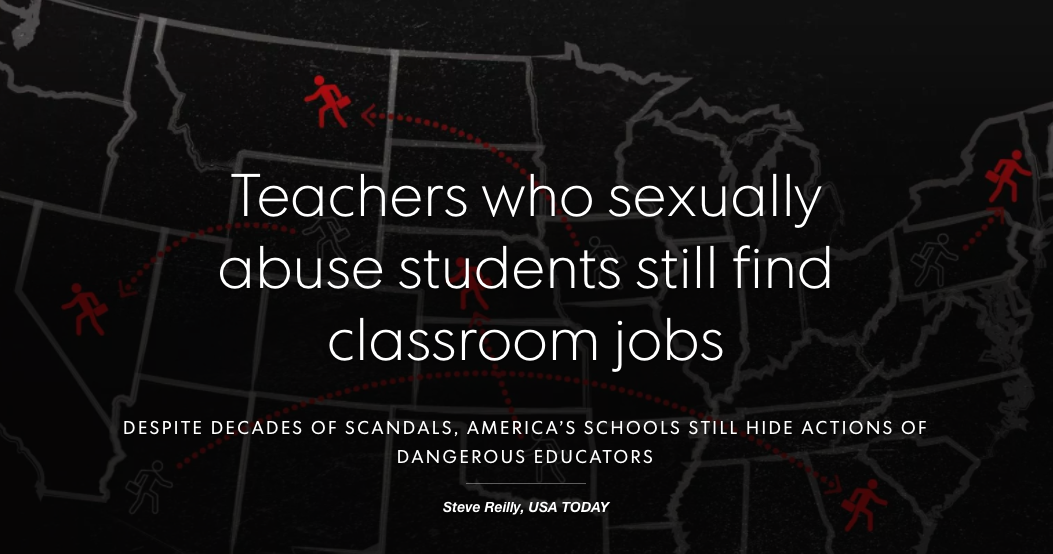 Teachers who sexually
abuse students still find
classroom jobs
DESPITE DECADES OF SCANDALS, AMERICA’S SCHOOLS STILL HIDE ACTIONS OF
DANGEROUS EDUCATORS
Steve Reilly, USA TODAY